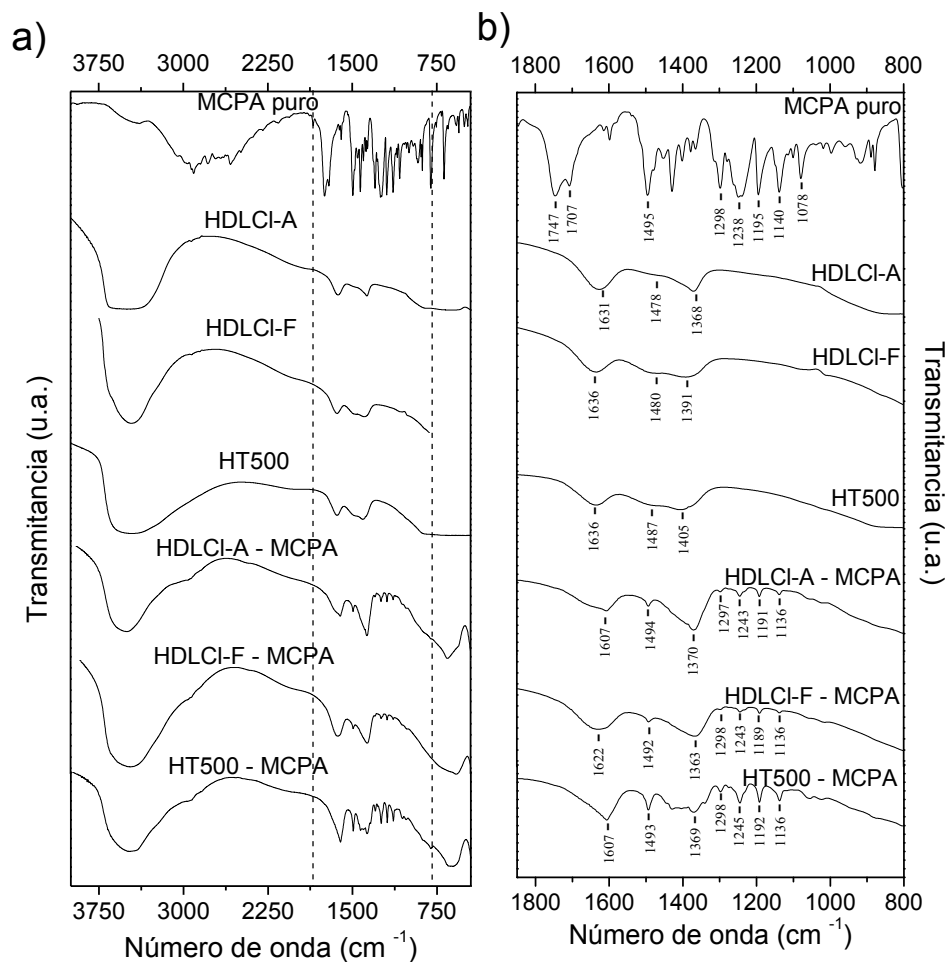 a)
3750 3000 2250 1500 750
MCPA puro
HDLCl-A
HDLCl-F
HT500
HDLCl-A - MCPA
HDLCl-F - MCPA
HT500 - MCPA
Transmitancia (u.a.)
3750 3000 2250 1500 750
Número de onda (cm -1)
b)
1800 1600 1400 1200 1000 800
MCPA puro
1747 1707 1495 1298 1238 1195 1140 1078
HDLCl-A
1631 1478 1368
HDLCl-F
1636 1480 1391
HT500
1636 1487 1405
HDLCl-A - MCPA
1607 1494 1370 1297 1243 1191 1136
HDLCl-F - MCPA
1622 1492 1363 1298 1243 1189 1136
HT500 - MCPA
1607 1493 1369 1298 1245 1192 1136
Transmitancia (u.a.)
1800 1600 1400 1200 1000 800
Número de onda (cm -1)